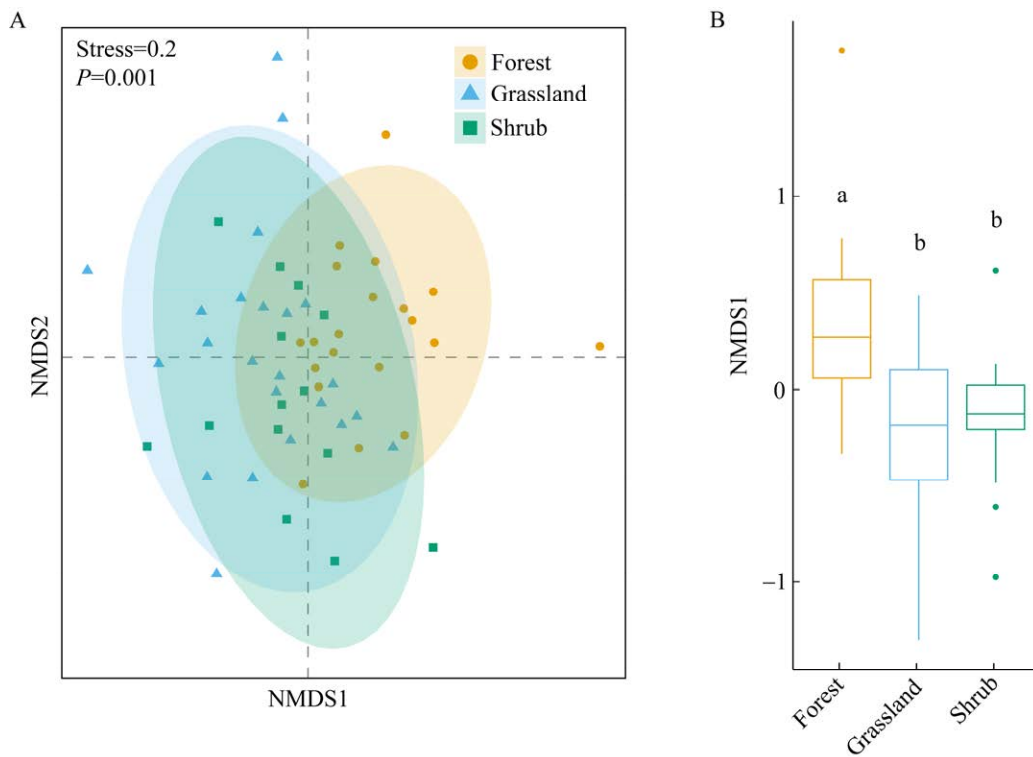 A
Stress=0.2
P=0.001
Forest
Grassland
Shrub
NMDS2
NMDS1
B
1
0
−1
NMDS1
a
b
b
Forest
Grassland
Shrub